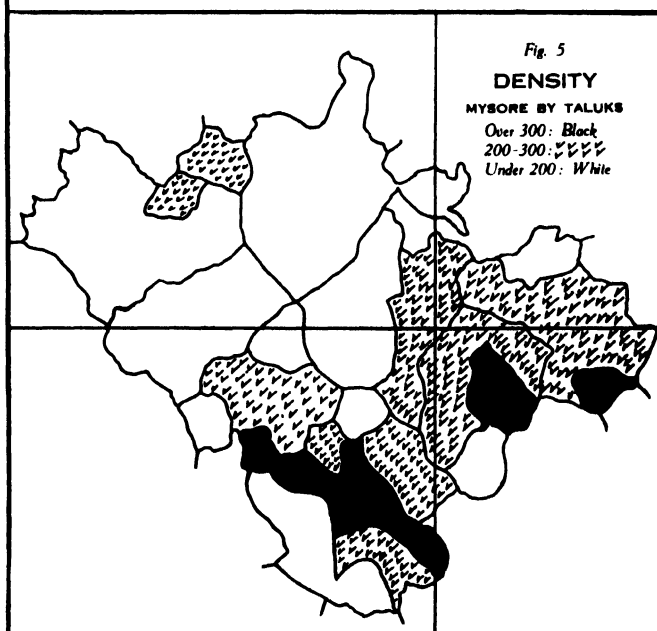 Fig. 5
DENSITY
MYSORE BY TALUKS
Over 300: Black
200-300:
Under 200: White